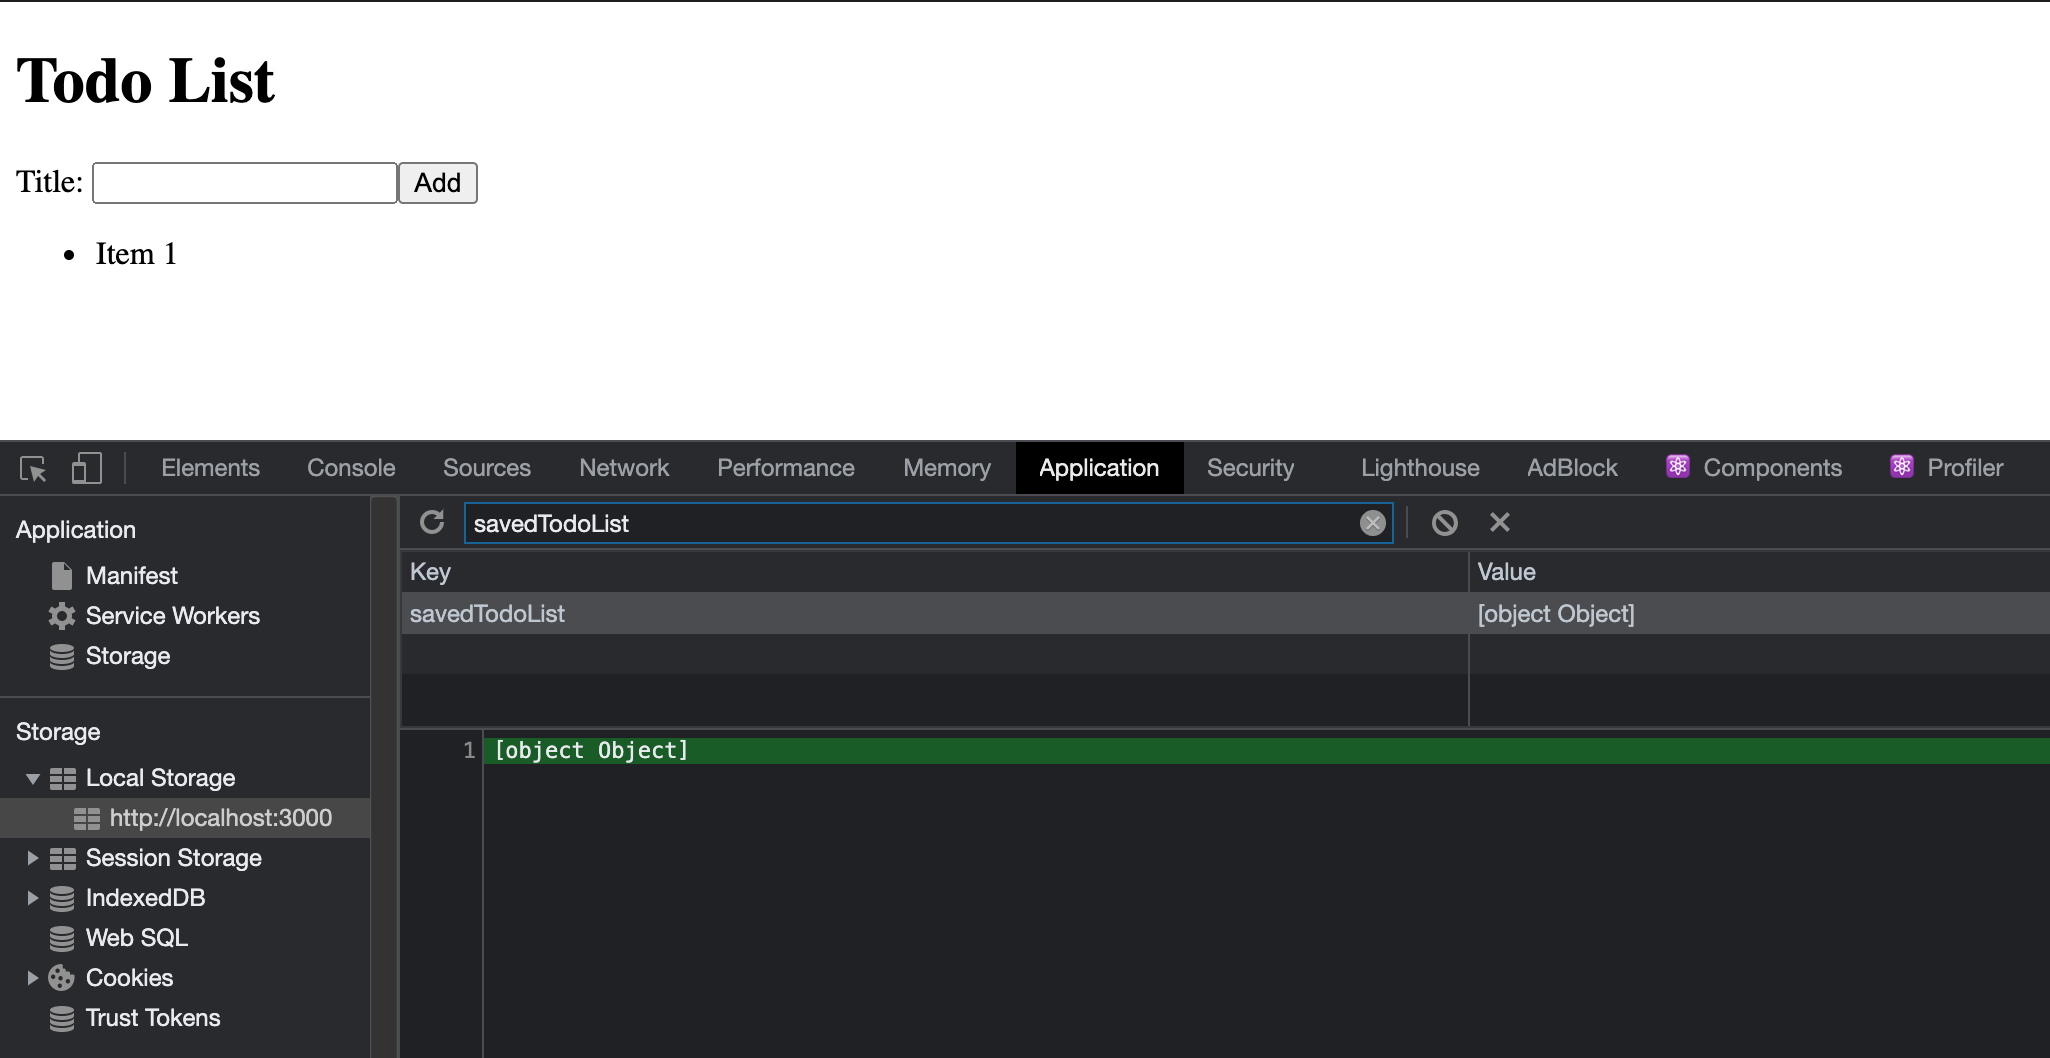 Todo List
Title: Add
Item 1
Elements Console Sources Network Performance Memory Application Security Lighthouse AdBlock Components Profiler
Application
Manifest
Service Workers
Storage
Storage
Local Storage
http://localhost:3000
Session Storage
IndexedDB
Web SQL
Cookies
Trust Tokens
savedTodoList
Key Value
savedTodoList [object Object]
1 [object Object]